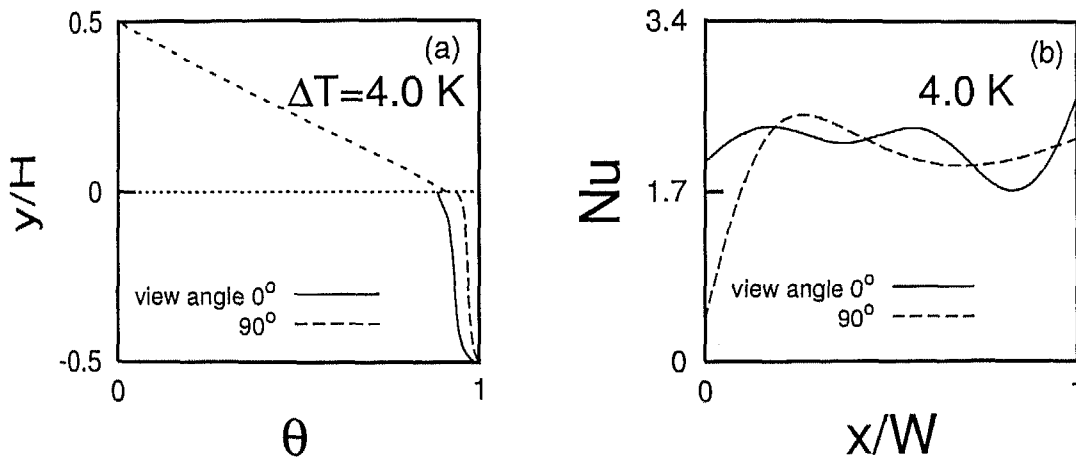 0.5
(a)
ΔT=4.0 K
y/H
0
view angle 0°
90°
-0.5
0
1
θ
3.4
(b)
4.0 K
Nu
1.7
view angle 0°
90°
0
0
1
x/W